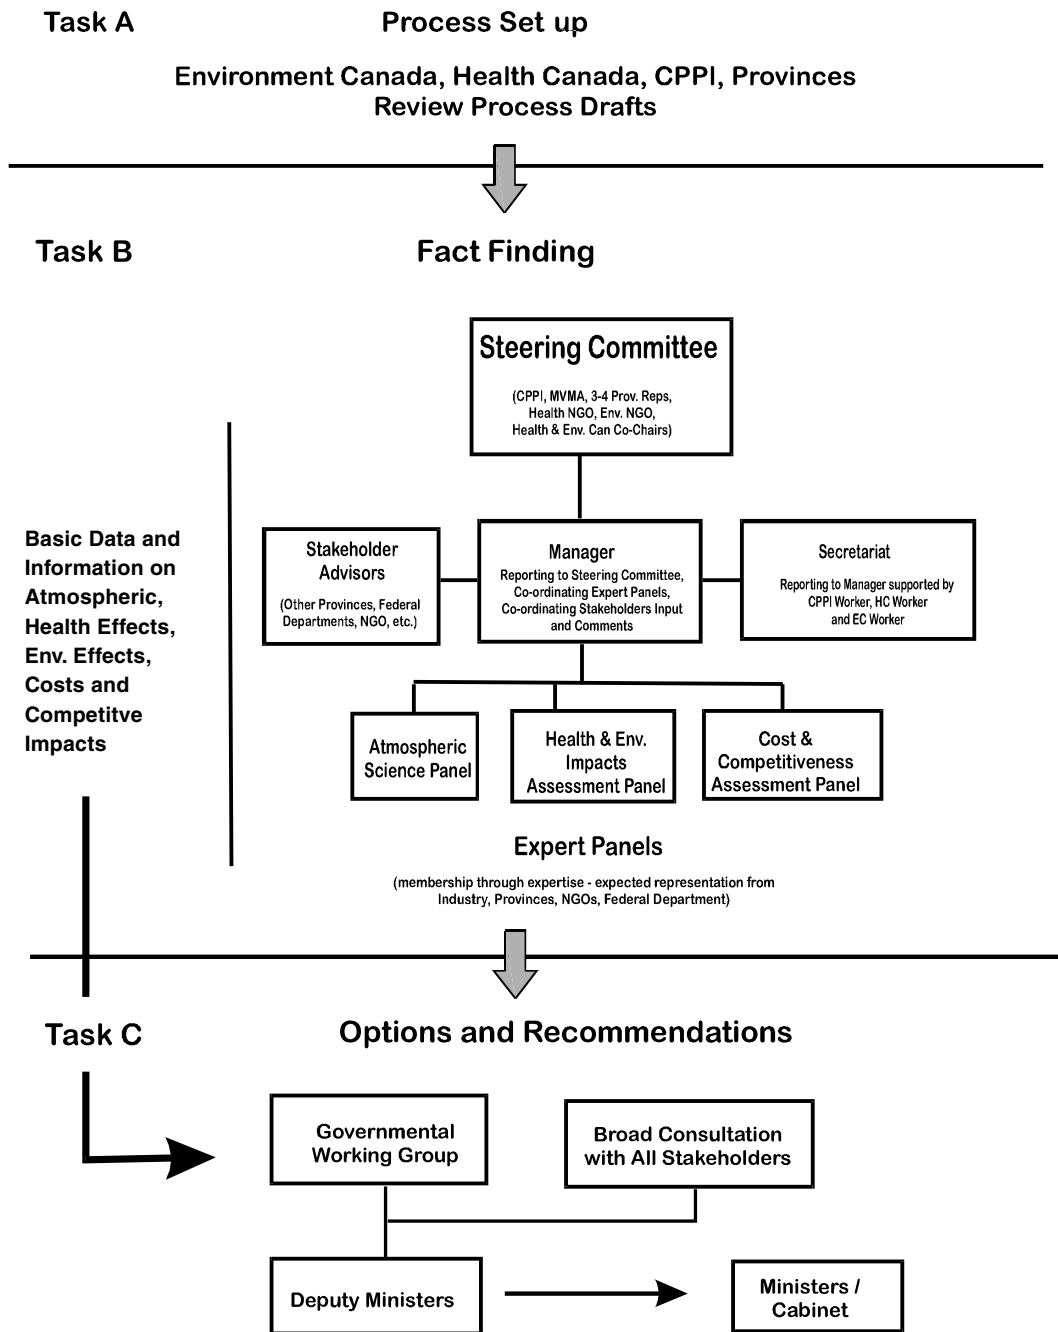 Task A
Process Set up
Environment Canada, Health Canada, CPPI, Provinces
Review Process Drafts
Task B
Fact Finding
Steering Committee
(CPPI, MVMA, 3-4 Prov. Reps,
Health NGO, Env. NGO,
Health & Env. Can Co-Chairs)
Basic Data and
Information on
Atmospheric,
Health Effects,
Env. Effects,
Costs and
Competitve
Impacts
Stakeholder
Advisors
(Other Provinces, Federal
Departments, NGO, etc.)
Manager
Reporting to Steering Committee,
Co-ordinating Expert Panels,
Co-ordinating Stakeholders Input
and Comments
Secretariat
Reporting to Manager supported by
CPPI Worker, HC Worker
and EC Worker
Atmospheric
Science Panel
Health & Env.
Impacts
Assessment Panel
Cost &
Competitiveness
Assessment Panel
Expert Panels
(membership through expertise - expected representation from
Industry, Provinces, NGOs, Federal Department)
Task C
Options and Recommendations
Governmental
Working Group
Broad Consultation
with All Stakeholders
Deputy Ministers
Ministers /
Cabinet